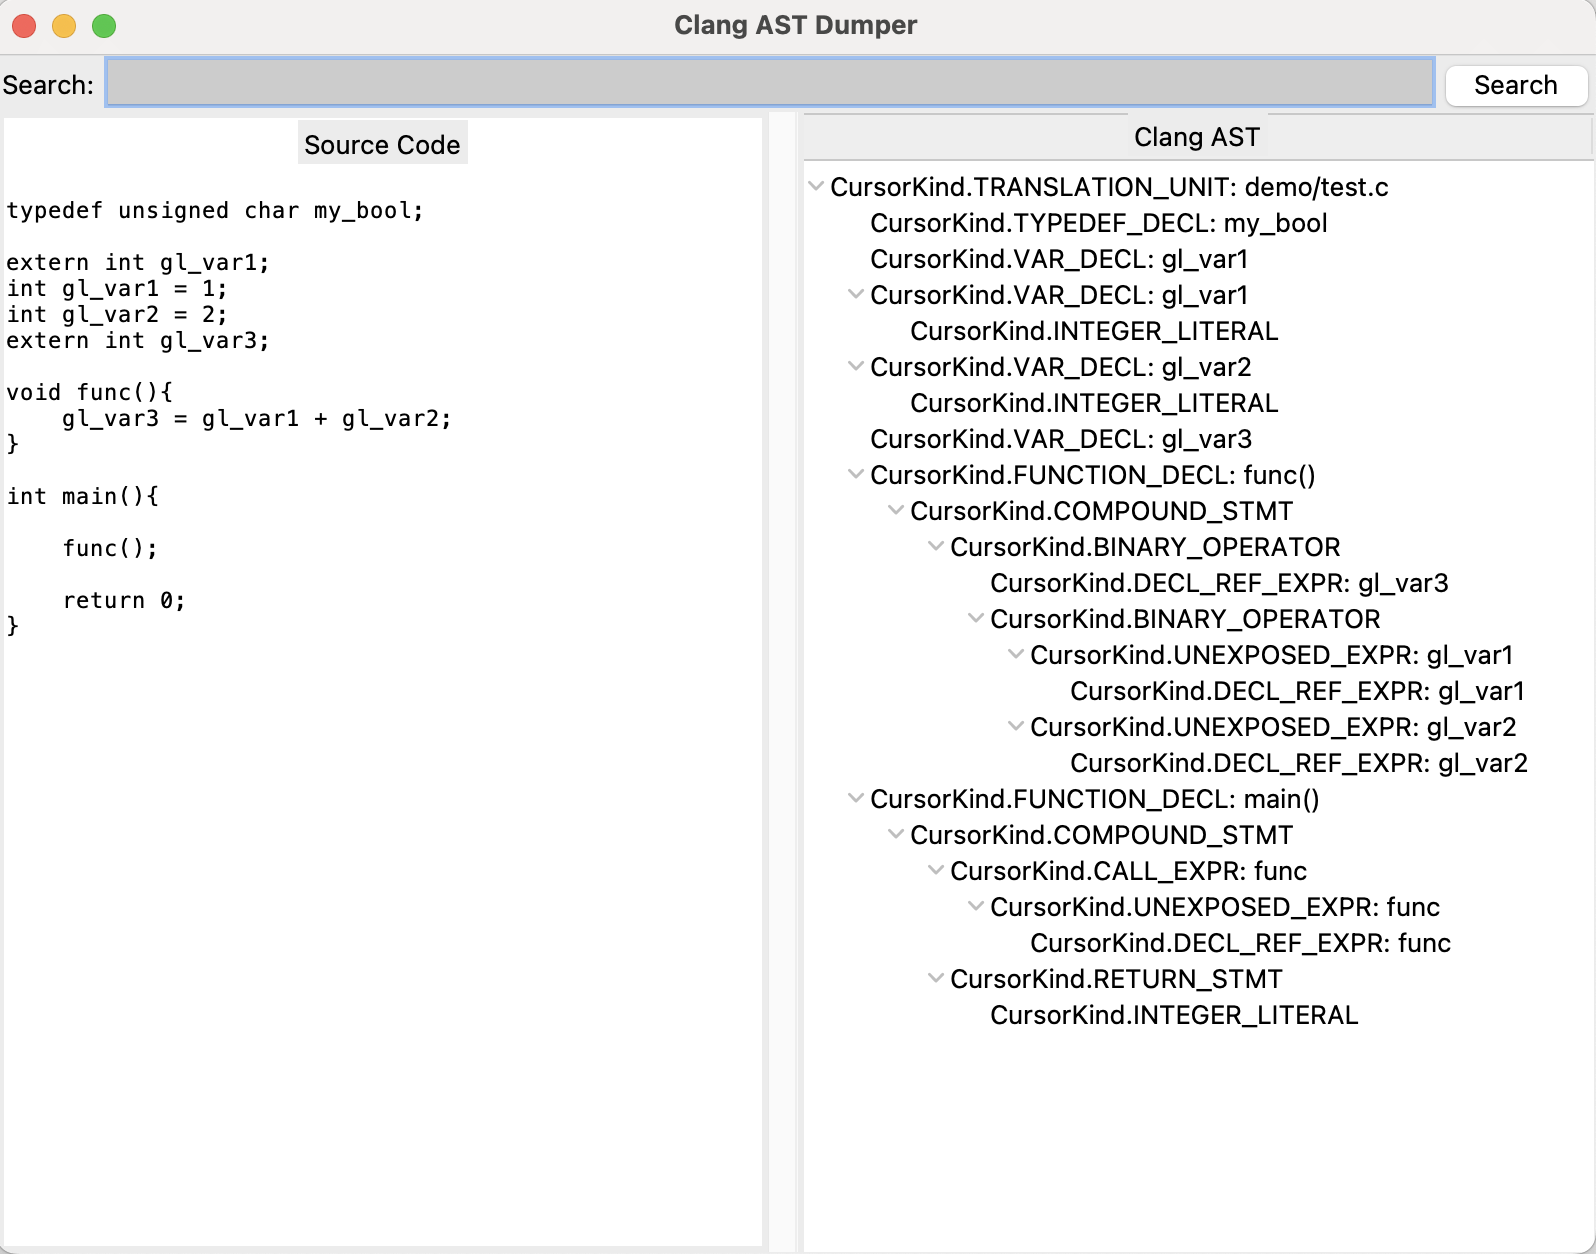 Clang AST Dumper
Search:
Search
Source Code
typedef unsigned char my_bool;
extern int gl_var1;
int gl_var1 = 1;
int gl_var2 = 2;
extern int gl_var3;
void func(){
    gl_var3 = gl_var1 + gl_var2;
}
int main(){
    func();
    return 0;
}
Clang AST
CursorKind.TRANSLATION_UNIT: demo/test.c
CursorKind.TYPEDEF_DECL: my_bool
CursorKind.VAR_DECL: gl_var1
CursorKind.VAR_DECL: gl_var1
CursorKind.INTEGER_LITERAL
CursorKind.VAR_DECL: gl_var2
CursorKind.INTEGER_LITERAL
CursorKind.VAR_DECL: gl_var3
CursorKind.FUNCTION_DECL: func()
CursorKind.COMPOUND_STMT
CursorKind.BINARY_OPERATOR
CursorKind.DECL_REF_EXPR: gl_var3
CursorKind.BINARY_OPERATOR
CursorKind.UNEXPOSED_EXPR: gl_var1
CursorKind.DECL_REF_EXPR: gl_var1
CursorKind.UNEXPOSED_EXPR: gl_var2
CursorKind.DECL_REF_EXPR: gl_var2
CursorKind.FUNCTION_DECL: main()
CursorKind.COMPOUND_STMT
CursorKind.CALL_EXPR: func
CursorKind.UNEXPOSED_EXPR: func
CursorKind.DECL_REF_EXPR: func
CursorKind.RETURN_STMT
CursorKind.INTEGER_LITERAL